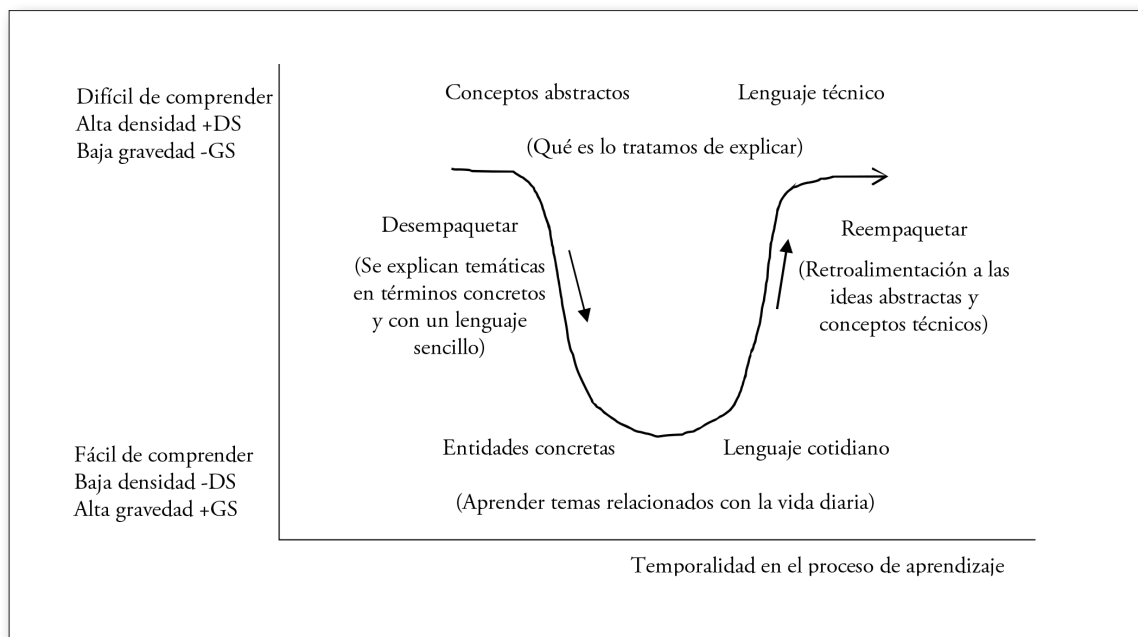 Difícil de comprender
Alta densidad +DS
Baja gravedad -GS
Conceptos abstractos
Lenguaje técnico
(Qué es lo tratamos de explicar)
Desempaquetar
(Se explican temáticas
en términos concretos
y con un lenguaje
sencillo)
Reempaquetar
(Retroalimentación a las
ideas abstractas y
conceptos técnicos)
Fácil de comprender
Baja densidad -DS
Alta gravedad +GS
Entidades concretas
Lenguaje cotidiano
(Aprender temas relacionados con la vida diaria)
Temporalidad en el proceso de aprendizaje